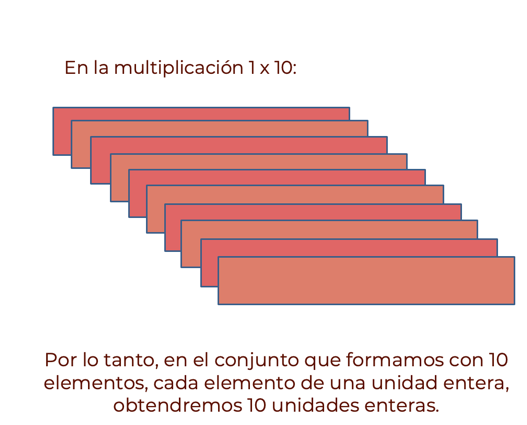 En la multiplicación 1 x 10:
Por lo tanto, en el conjunto que formamos con 10
elementos, cada elemento de una unidad entera,
obtendremos 10 unidades enteras.